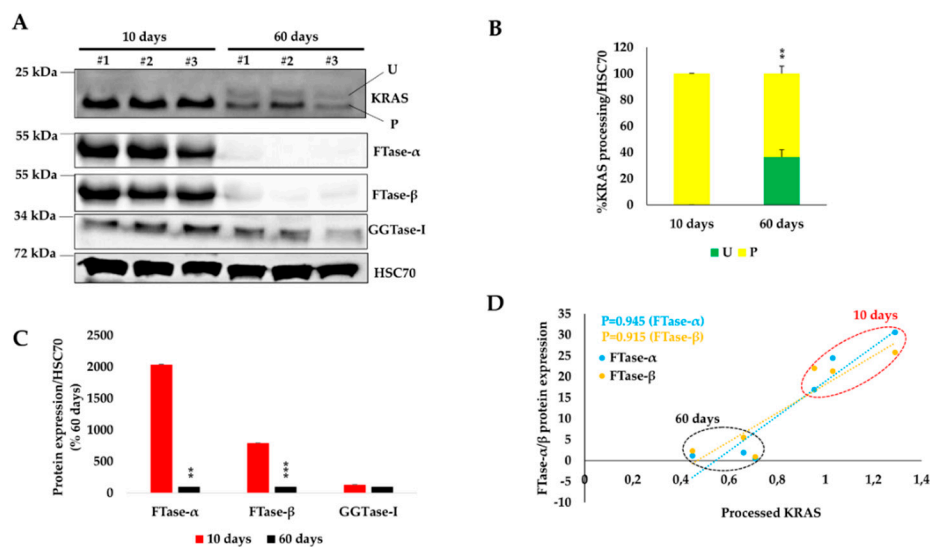 A
10 days
60 days
#1 #2 #3 #1 #2 #3
25 kDa
U
KRAS
P
55 kDa
FTase-α
55 kDa
FTase-β
34 kDa
GGTase-I
72 kDa
HSC70
B
%KRAS processing/HSC70
120
100
80
60
40
20
0
**
10 days
60 days
U P
C
Protein expression/HSC70
(% 60 days)
2500
2000
1500
1000
500
0
**
***
FTase-α FTase-β GGTase-I
10 days 60 days
D
FTase-α/β protein expression
35
30
25
20
15
10
5
0
-5
-10
P=0.945 (FTase-α)
P=0.915 (FTase-β)
FTase-α
FTase-β
10 days
60 days
0,2 0,4 0,6 0,8 1 1,2 1,4
Processed KRAS